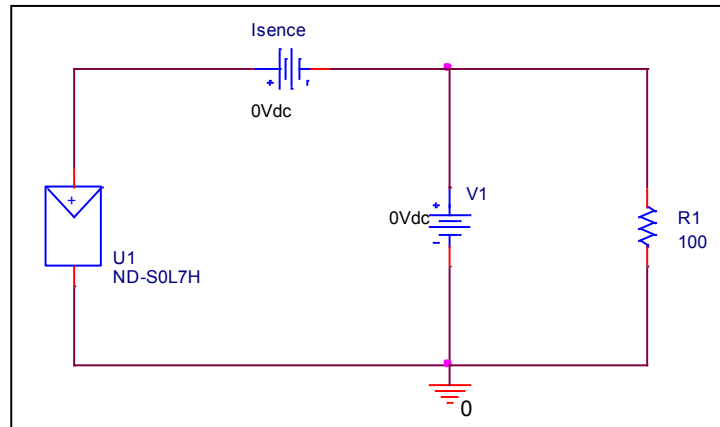 Isence
0Vdc
V1
0Vdc
R1
100
U1
ND-S0L7H
0